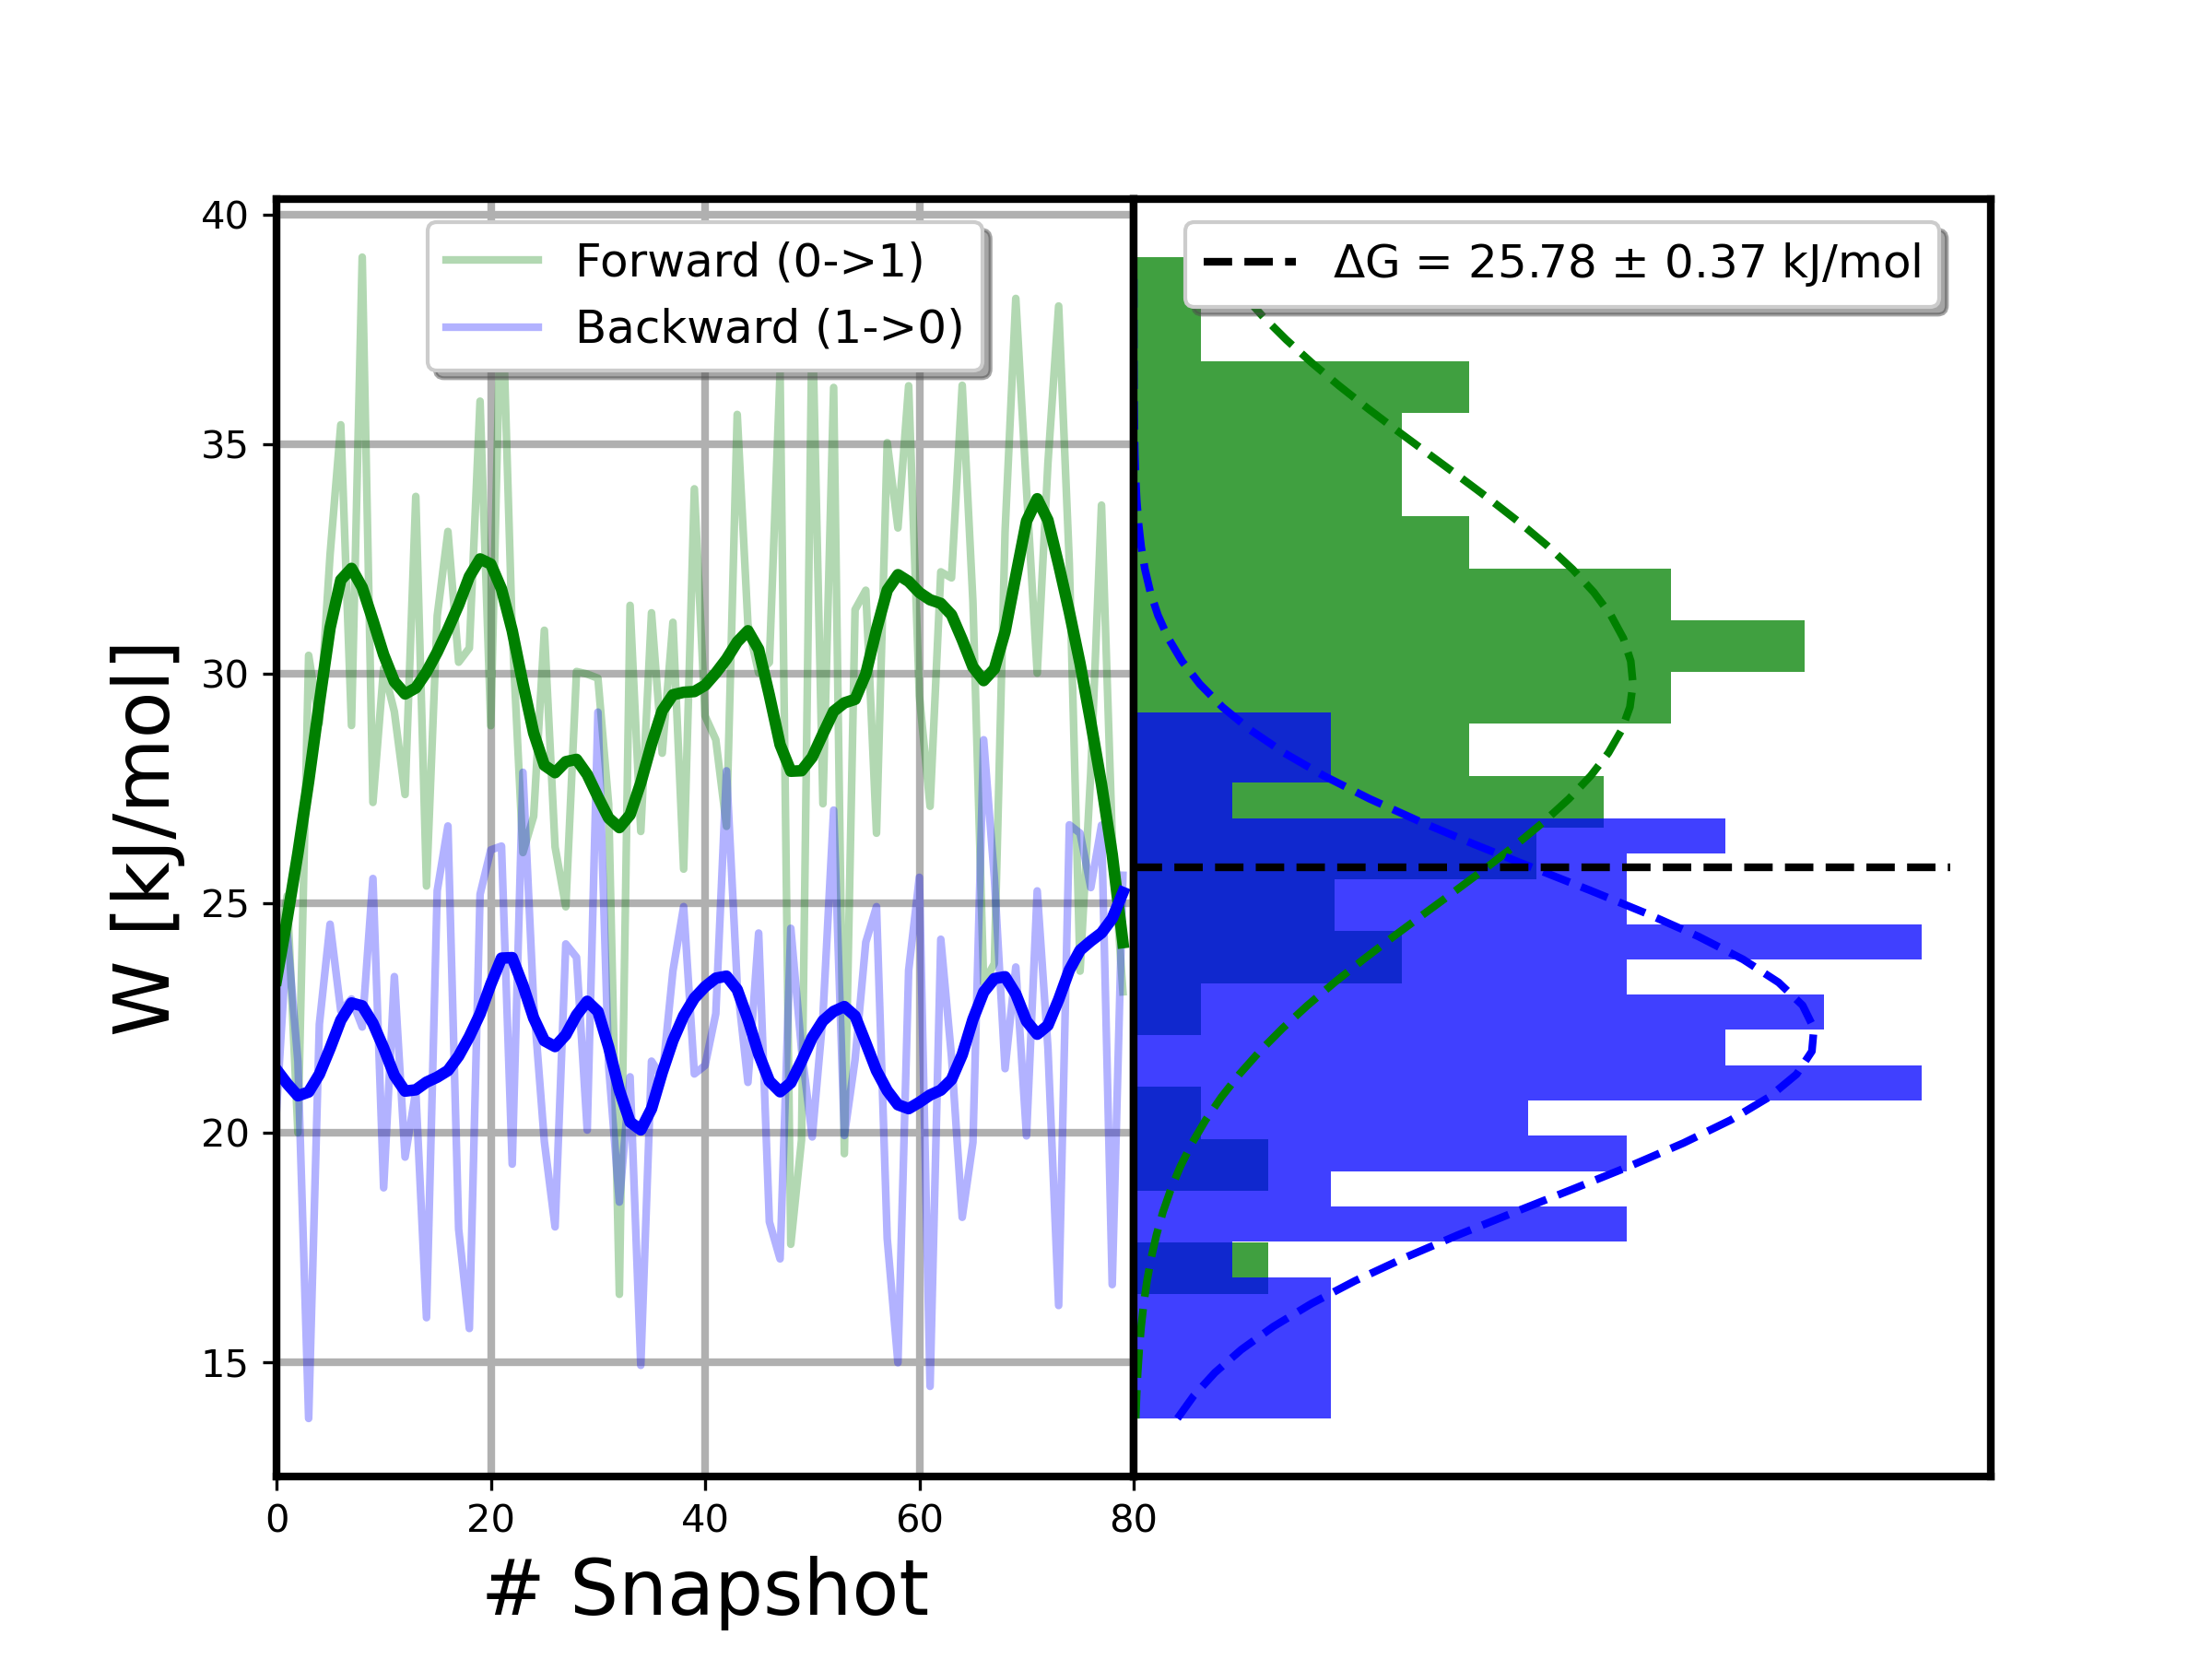 Forward (0->1)
Backward (1->0)
ΔG = 25.78 ± 0.37 kJ/mol
W [kJ/mol]
40
35
30
25
20
15
0 20 40 60 80
# Snapshot